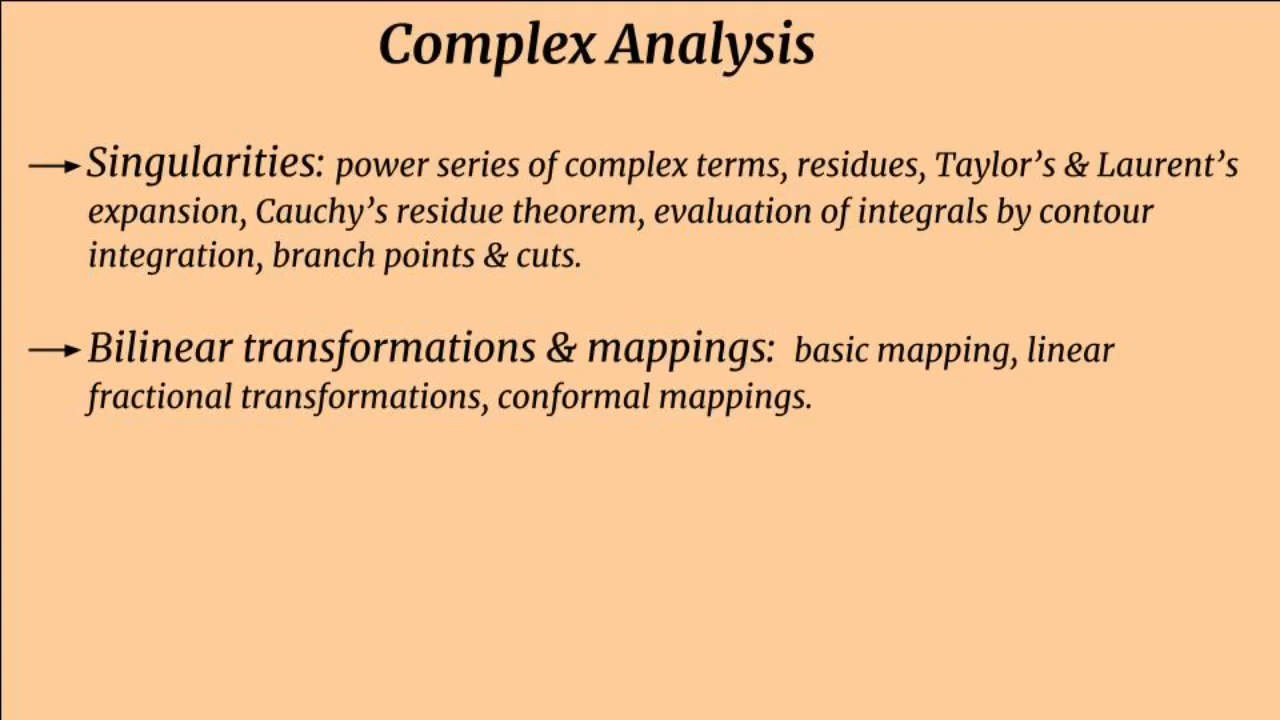 Complex Analysis
Singularities: power series of complex terms, residues, Taylor’s & Laurent’s
expansion, Cauchy’s residue theorem, evaluation of integrals by contour
integration, branch points & cuts.
Bilinear transformations & mappings: basic mapping, linear
fractional transformations, conformal mappings.